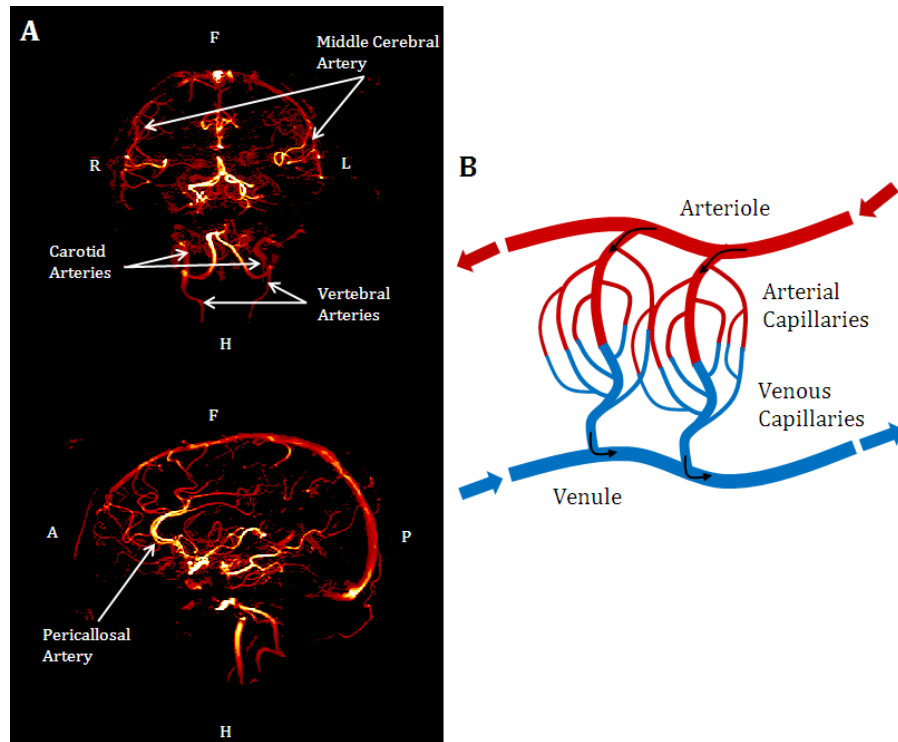 A
F
Middle Cerebral
Artery
R
L
Carotid
Arteries
Vertebral
Arteries
H
F
A
P
Pericallosal
Artery
H
B
Arteriole
Arterial
Capillaries
Venous
Capillaries
Venule